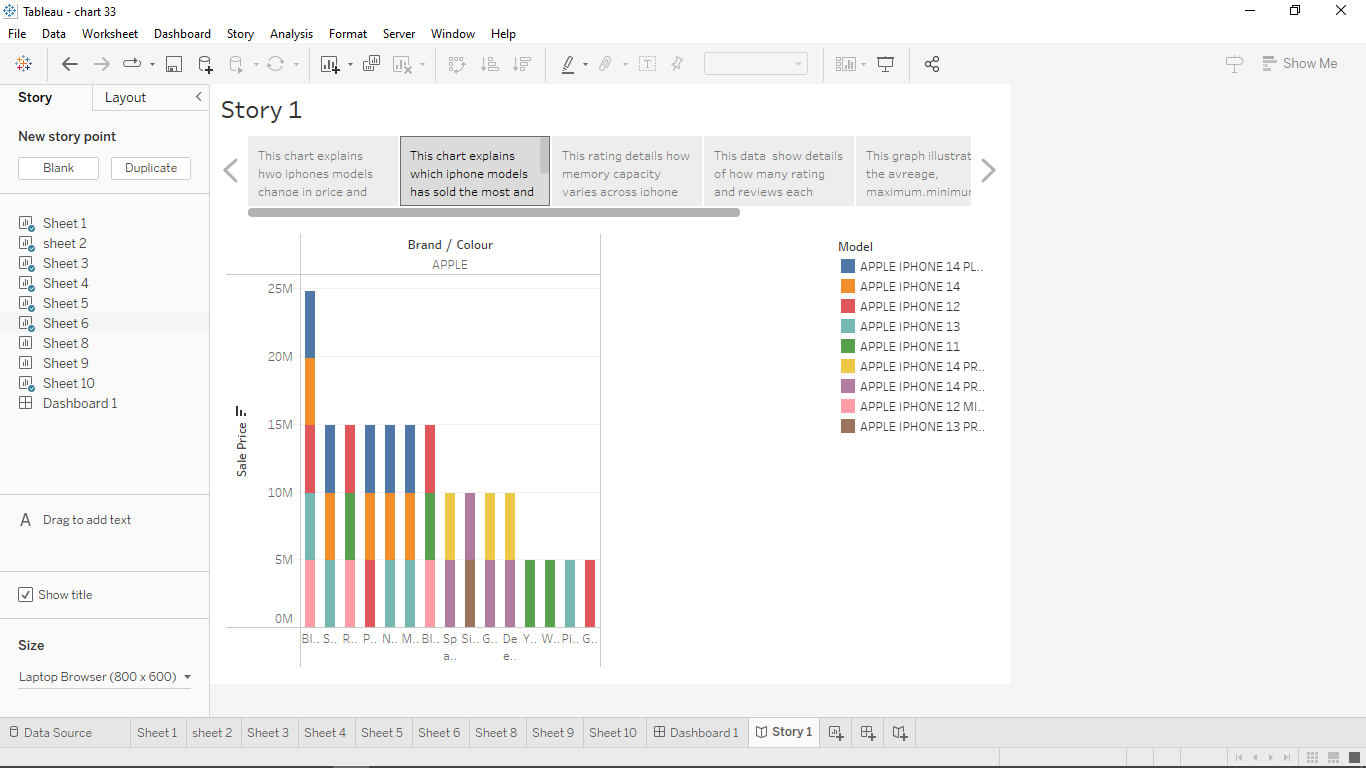 Tableau - chart 33
File Data Worksheet Dashboard Story Analysis Format Server Window Help
Show Me
Story Layout
New story point
Blank Duplicate
Sheet 1
sheet 2
Sheet 3
Sheet 4
Sheet 5
Sheet 6
Sheet 8
Sheet 9
Sheet 10
Dashboard 1
A Drag to add text
Show title
Size
Laptop Browser (800 x 600)
Story 1
This chart explains
hwo iphones models
change in price and
This chart explains
which iphone models
has sold the most and
This rating details how
memory capacity
varies across iphone
This data show details
of how many rating
and reviews each
This graph illustrat
the avreage,
maximum,minimum
Brand / Colour
APPLE
Sale Price
25M
20M
15M
10M
5M
0M
Bl.. S.. R.. P.. N.. M.. Bl.. Sp Si.. G.. De Y.. W.. Pi.. G..
a.. e..
Model
APPLE IPHONE 14 PL..
APPLE IPHONE 14
APPLE IPHONE 12
APPLE IPHONE 13
APPLE IPHONE 11
APPLE IPHONE 14 PR..
APPLE IPHONE 14 PR..
APPLE IPHONE 12 MI..
APPLE IPHONE 13 PR..
Data Source Sheet 1 sheet 2 Sheet 3 Sheet 4 Sheet 5 Sheet 6 Sheet 8 Sheet 9 Sheet 10 Dashboard 1 Story 1